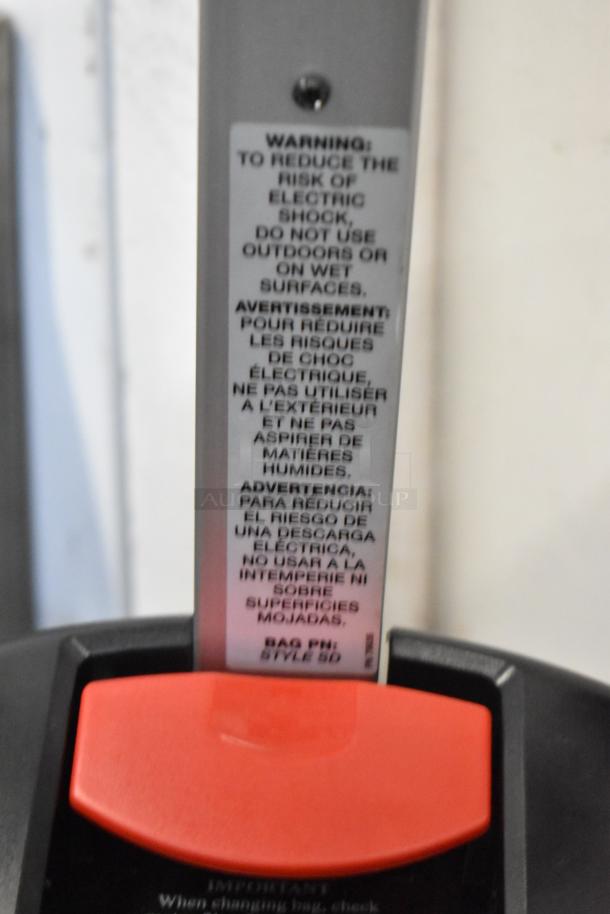 WARNING:
TO REDUCE THE
RISK OF
ELECTRIC
SHOCK,
DO NOT USE
OUTDOORS OR
ON WET
SURFACES.
AVERTISSEMENT:
POUR RÉDUIRE
LES RISQUES
DE CHOC
ÉLECTRIQUE,
NE PAS UTILISER
A L'EXTÉRIEUR
ET NE PAS
ASPIRER DE
MATIÈRES
HUMIDES.
ADVERTENCIA:
PARA REDUCIR
EL RIESGO DE
UNA DESCARGA
ELÉCTRICA,
NO USAR A LA
INTEMPERIE NI
SOBRE
SUPERFICIES
MOJADAS.
BAG PN:
STYLE SD
IMPORTANT
When changing bag, check